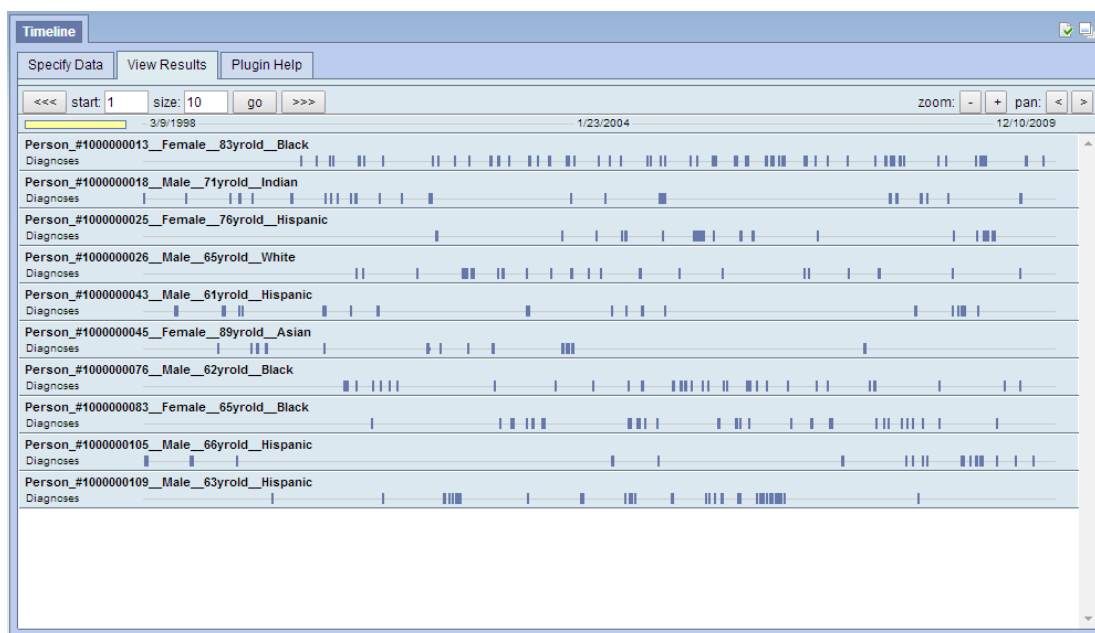 Timeline
Specify Data View Results Plugin Help
<<< start: 1 size: 10 go >>> zoom: - + pan: < >
3/9/1998 1/23/2004 12/10/2009
Person_#1000000013__Female__83yrold__Black
Diagnoses
Person_#1000000018__Male__71yrold__Indian
Diagnoses
Person_#1000000025__Female__76yrold__Hispanic
Diagnoses
Person_#1000000026__Male__65yrold__White
Diagnoses
Person_#1000000043__Male__61yrold__Hispanic
Diagnoses
Person_#1000000045__Female__89yrold__Asian
Diagnoses
Person_#1000000076__Male__62yrold__Black
Diagnoses
Person_#1000000083__Female__65yrold__Black
Diagnoses
Person_#1000000105__Male__66yrold__Hispanic
Diagnoses
Person_#1000000109__Male__63yrold__Hispanic
Diagnoses